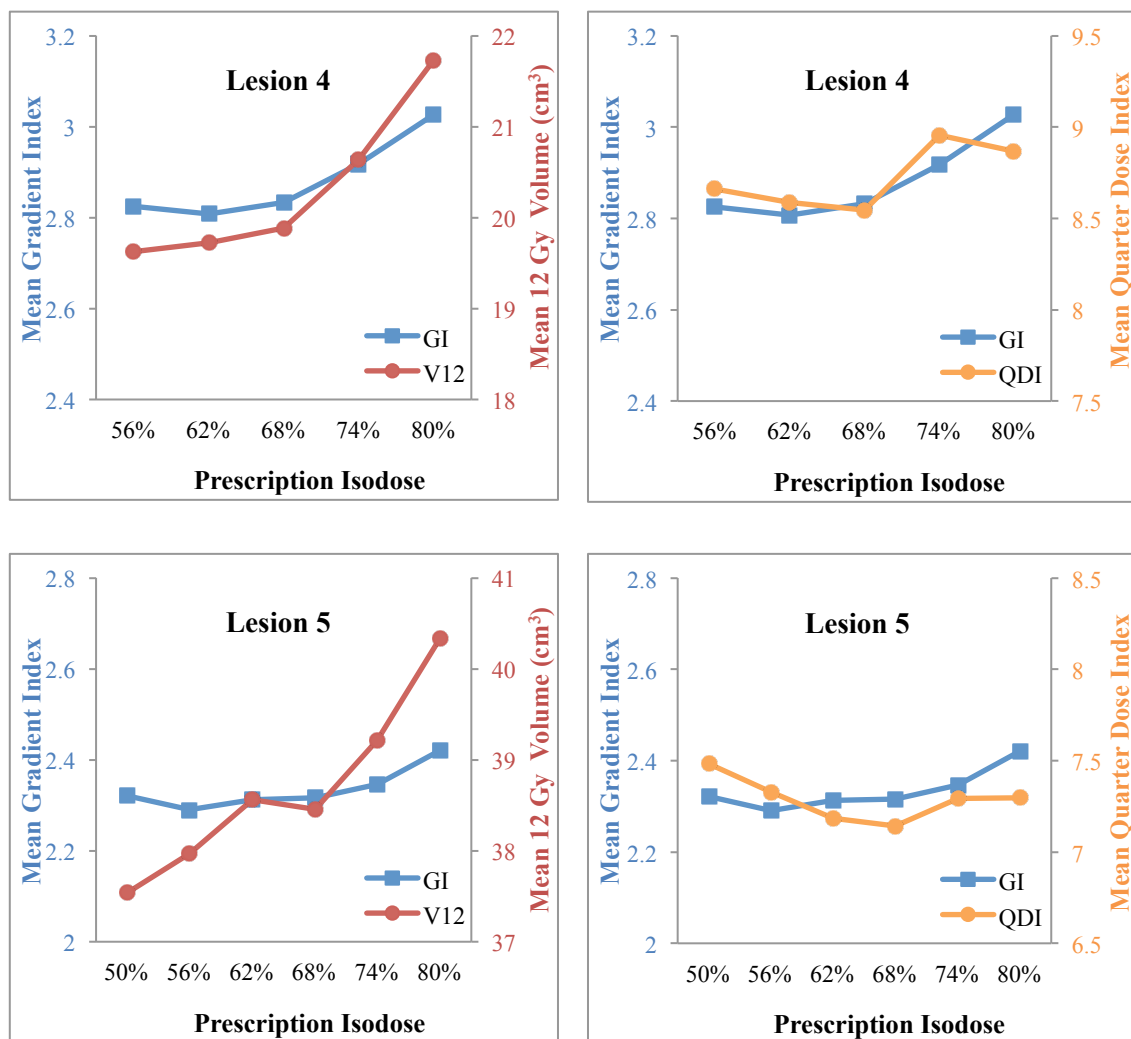 Lesion 4
Mean Gradient Index
3.2
3
2.8
2.6
2.4
Mean 12 Gy Volume (cm³)
22
21
20
19
18
GI
V12
56% 62% 68% 74% 80%
Prescription Isodose
Lesion 4
Mean Gradient Index
3.2
3
2.8
2.6
2.4
Mean Quarter Dose Index
9.5
9
8.5
8
7.5
GI
QDI
56% 62% 68% 74% 80%
Prescription Isodose
Lesion 5
Mean Gradient Index
2.8
2.6
2.4
2.2
2
Mean 12 Gy Volume (cm³)
41
40
39
38
37
GI
V12
50% 56% 62% 68% 74% 80%
Prescription Isodose
Lesion 5
Mean Gradient Index
2.8
2.6
2.4
2.2
2
Mean Quarter Dose Index
8.5
8
7.5
7
6.5
GI
QDI
50% 56% 62% 68% 74% 80%
Prescription Isodose